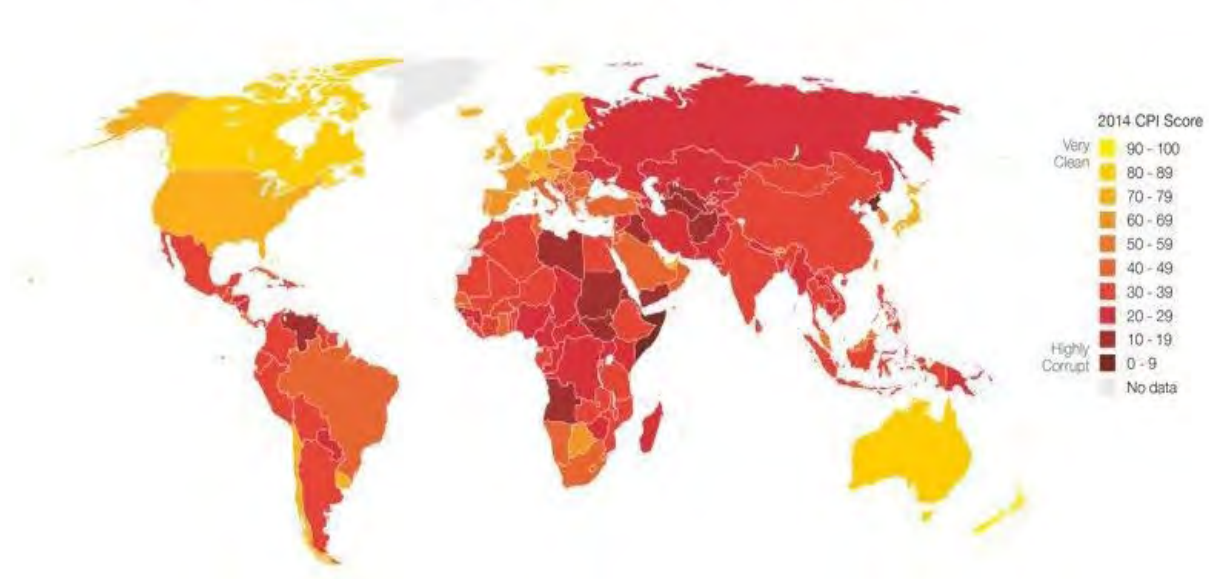 2014 CPI Score
Very
Clean
90 - 100
80 - 89
70 - 79
60 - 69
50 - 59
40 - 49
30 - 39
20 - 29
10 - 19
Highly
Corrupt
0 - 9
No data